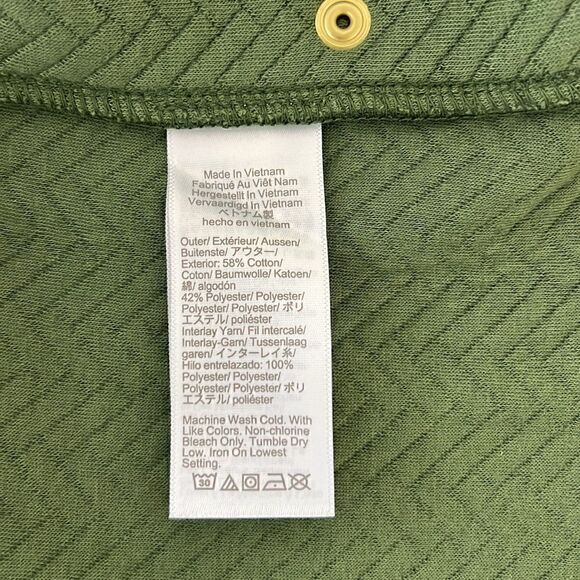 Made In Vietnam
Fabriqué Au Viêt Nam
Hergestellt In Vietnam
Vervaardigd In Vietnam
ベトナム製
hecho en vietnam
Outer/ Extérieur/ Aussen/
Buitenste/ アウター/
Exterior: 58% Cotton/
Coton/ Baumwolle/ Katoen/
綿/ algodón
42% Polyester/ Polyester/
Polyester/ Polyester/ ポリ
エステル/ poliéster
Interlay Yarn/ Fil intercalé/
Interlay-Garn/ Tussenlaag
garen/ インターレイ糸/
Hilo entrelazado: 100%
Polyester/ Polyester/
Polyester/ Polyester/ ポリ
エステル/ poliéster
Machine Wash Cold. With
Like Colors. Non-chlorine
Bleach Only. Tumble Dry
Low. Iron On Lowest
Setting.
30